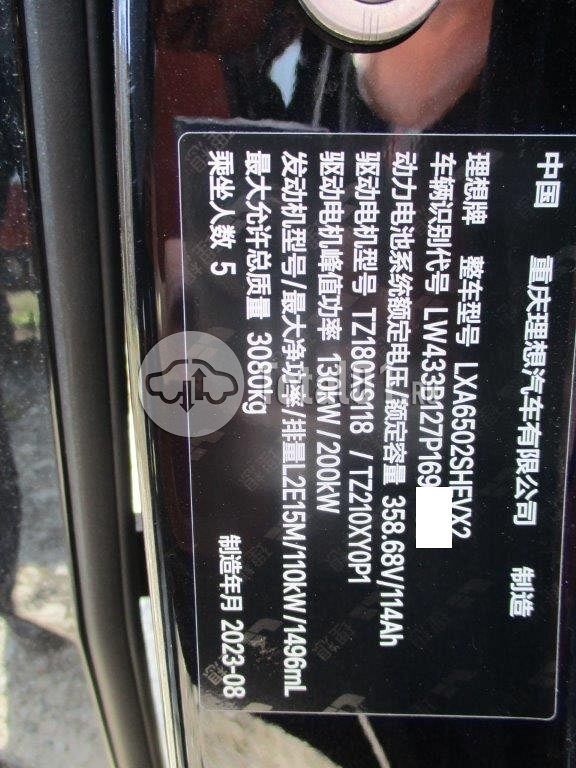 中国 重庆理想汽车有限公司 制造
理想牌 整车型号 LXA6502SHEVX2
车辆识别代号 LW433B127P169
动力电池系统额定电压/额定容量 358.68V/114Ah
驱动电机型号 TZ180XS118 / TZ210XY0P1
驱动电机峰值功率 130kW/200kW
发动机型号/最大净功率/排量L2E15M/110kW/1496mL
最大允许总质量 3080kg
乘坐人数 5 制造年月 2023-08